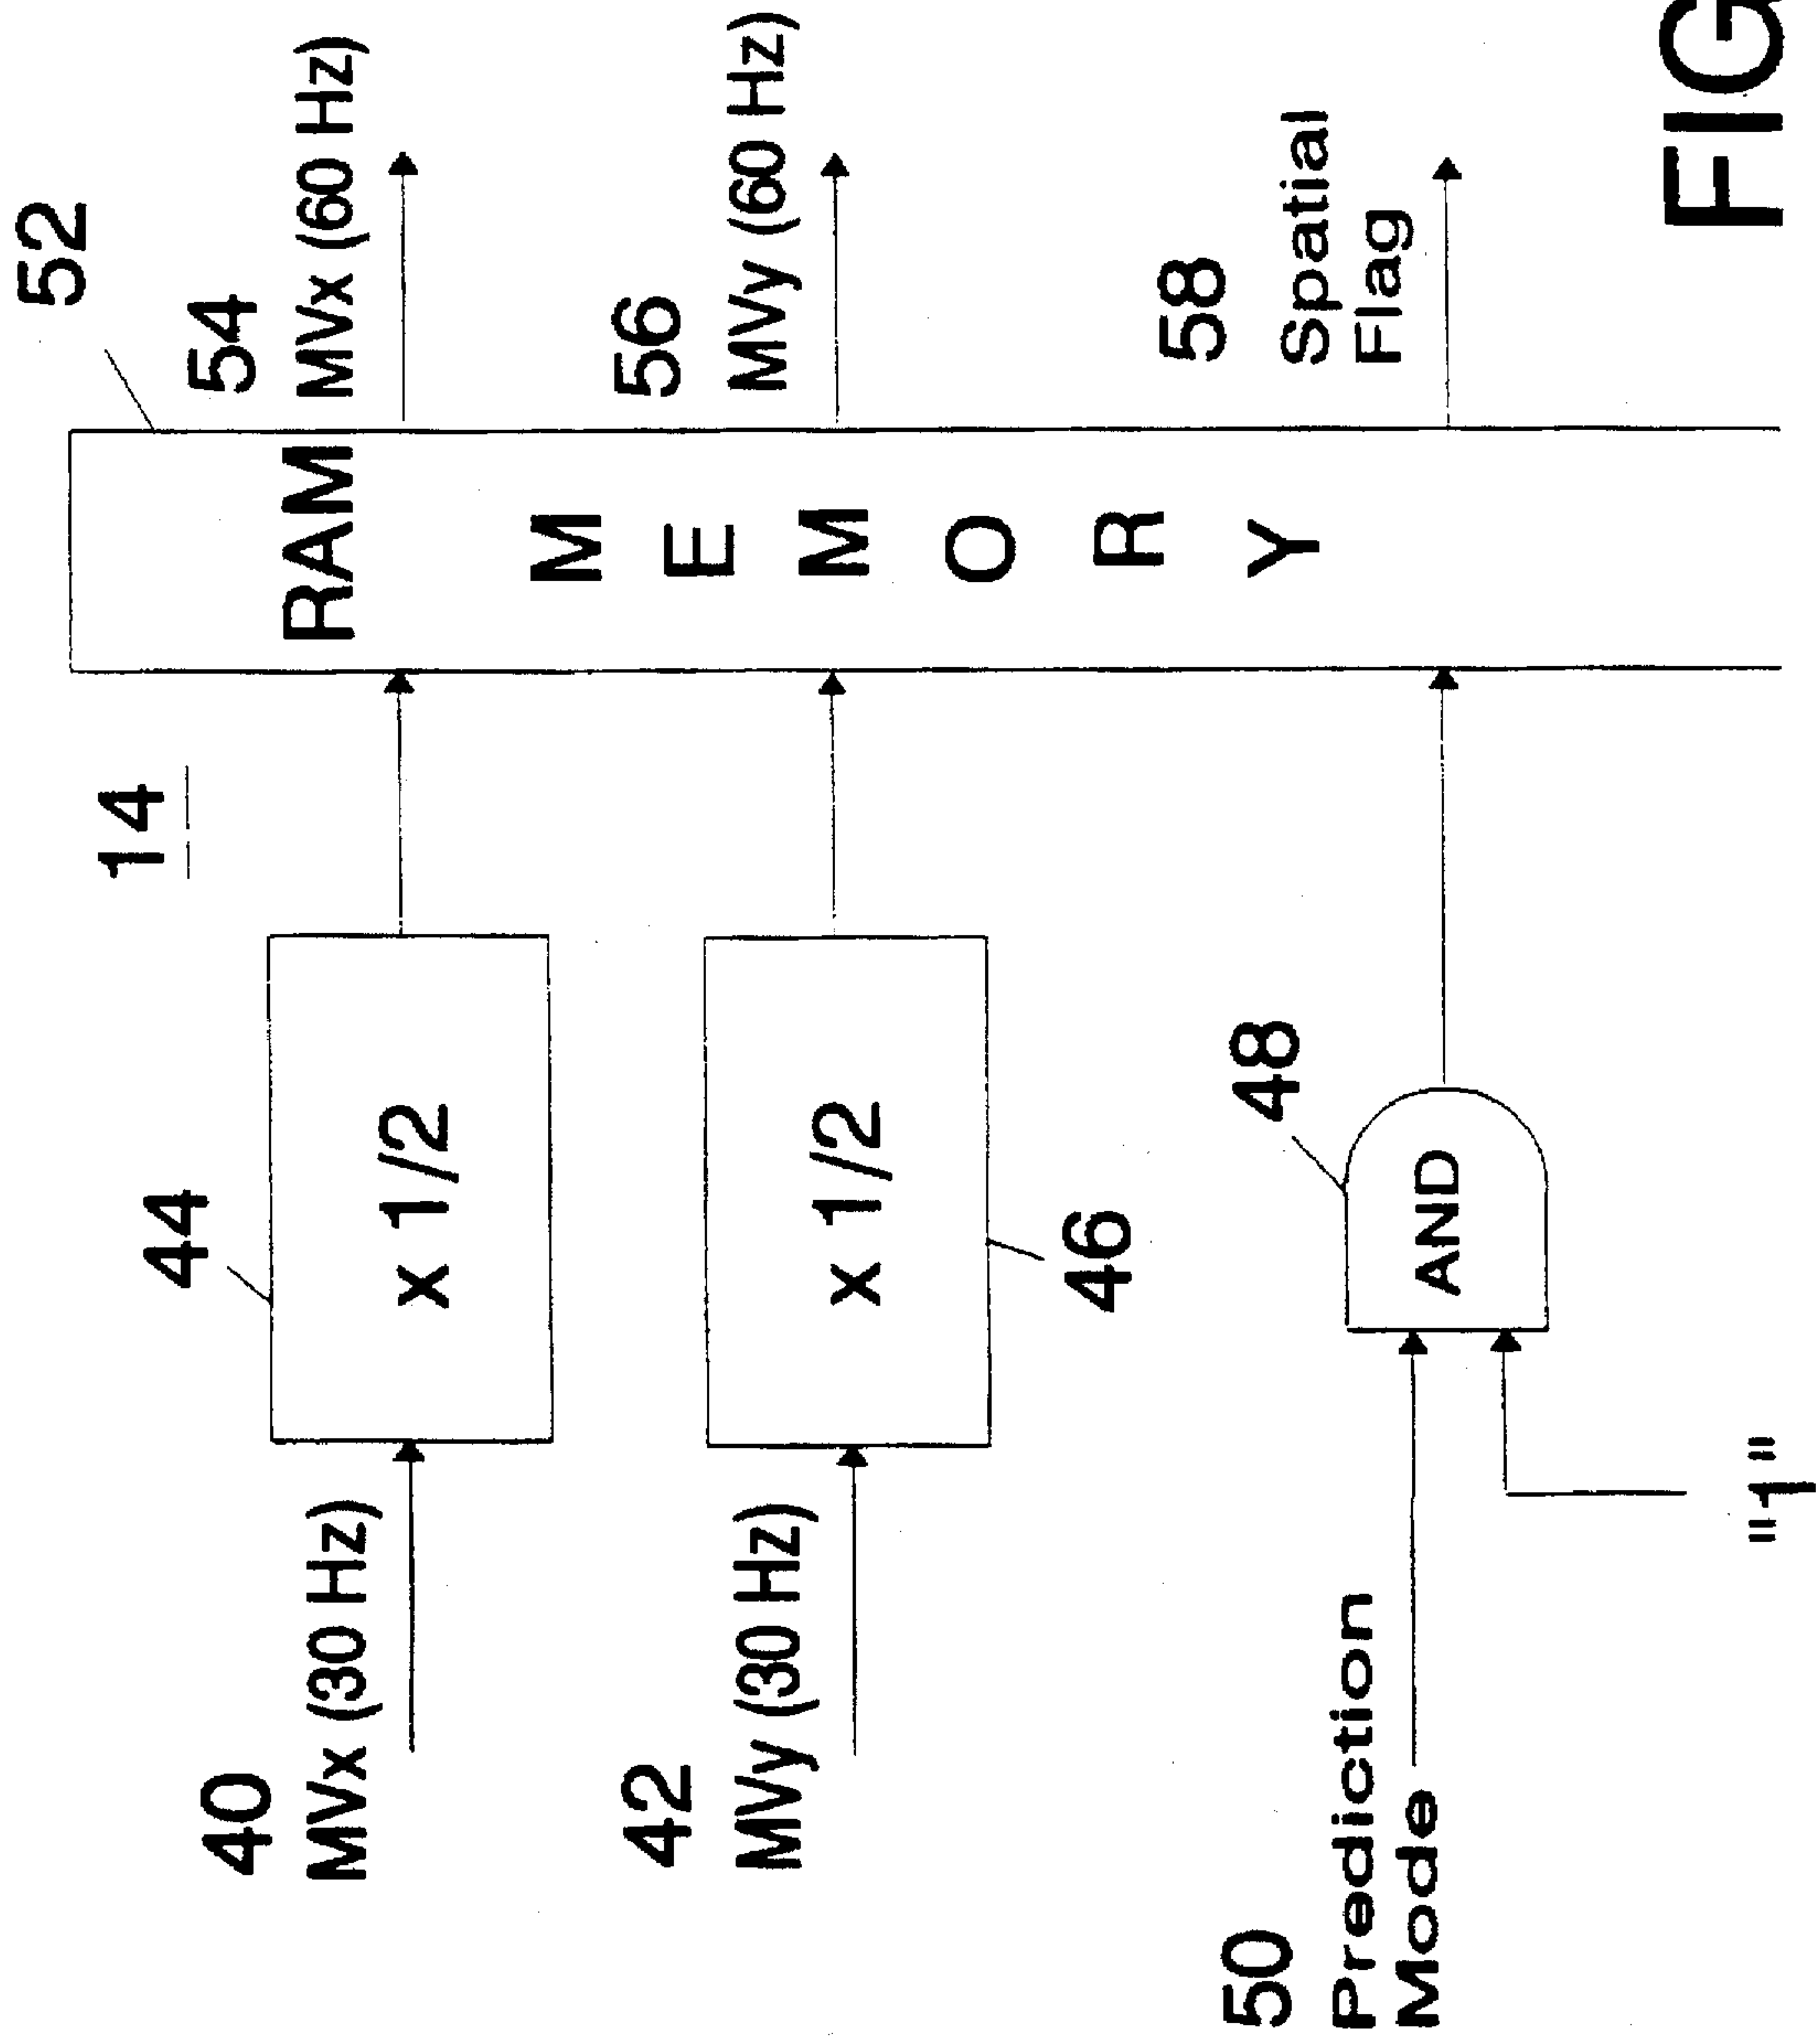 14
52
40
MVx (30 Hz)
44
x 1/2
RAM
54
MVx (60 Hz)
42
MVy (30 Hz)
x 1/2
46
M
E
M
O
R
Y
56
MVy (60 Hz)
50
Prediction
Mode
48
AND
"1"
58
Spatial
Flag
FIG